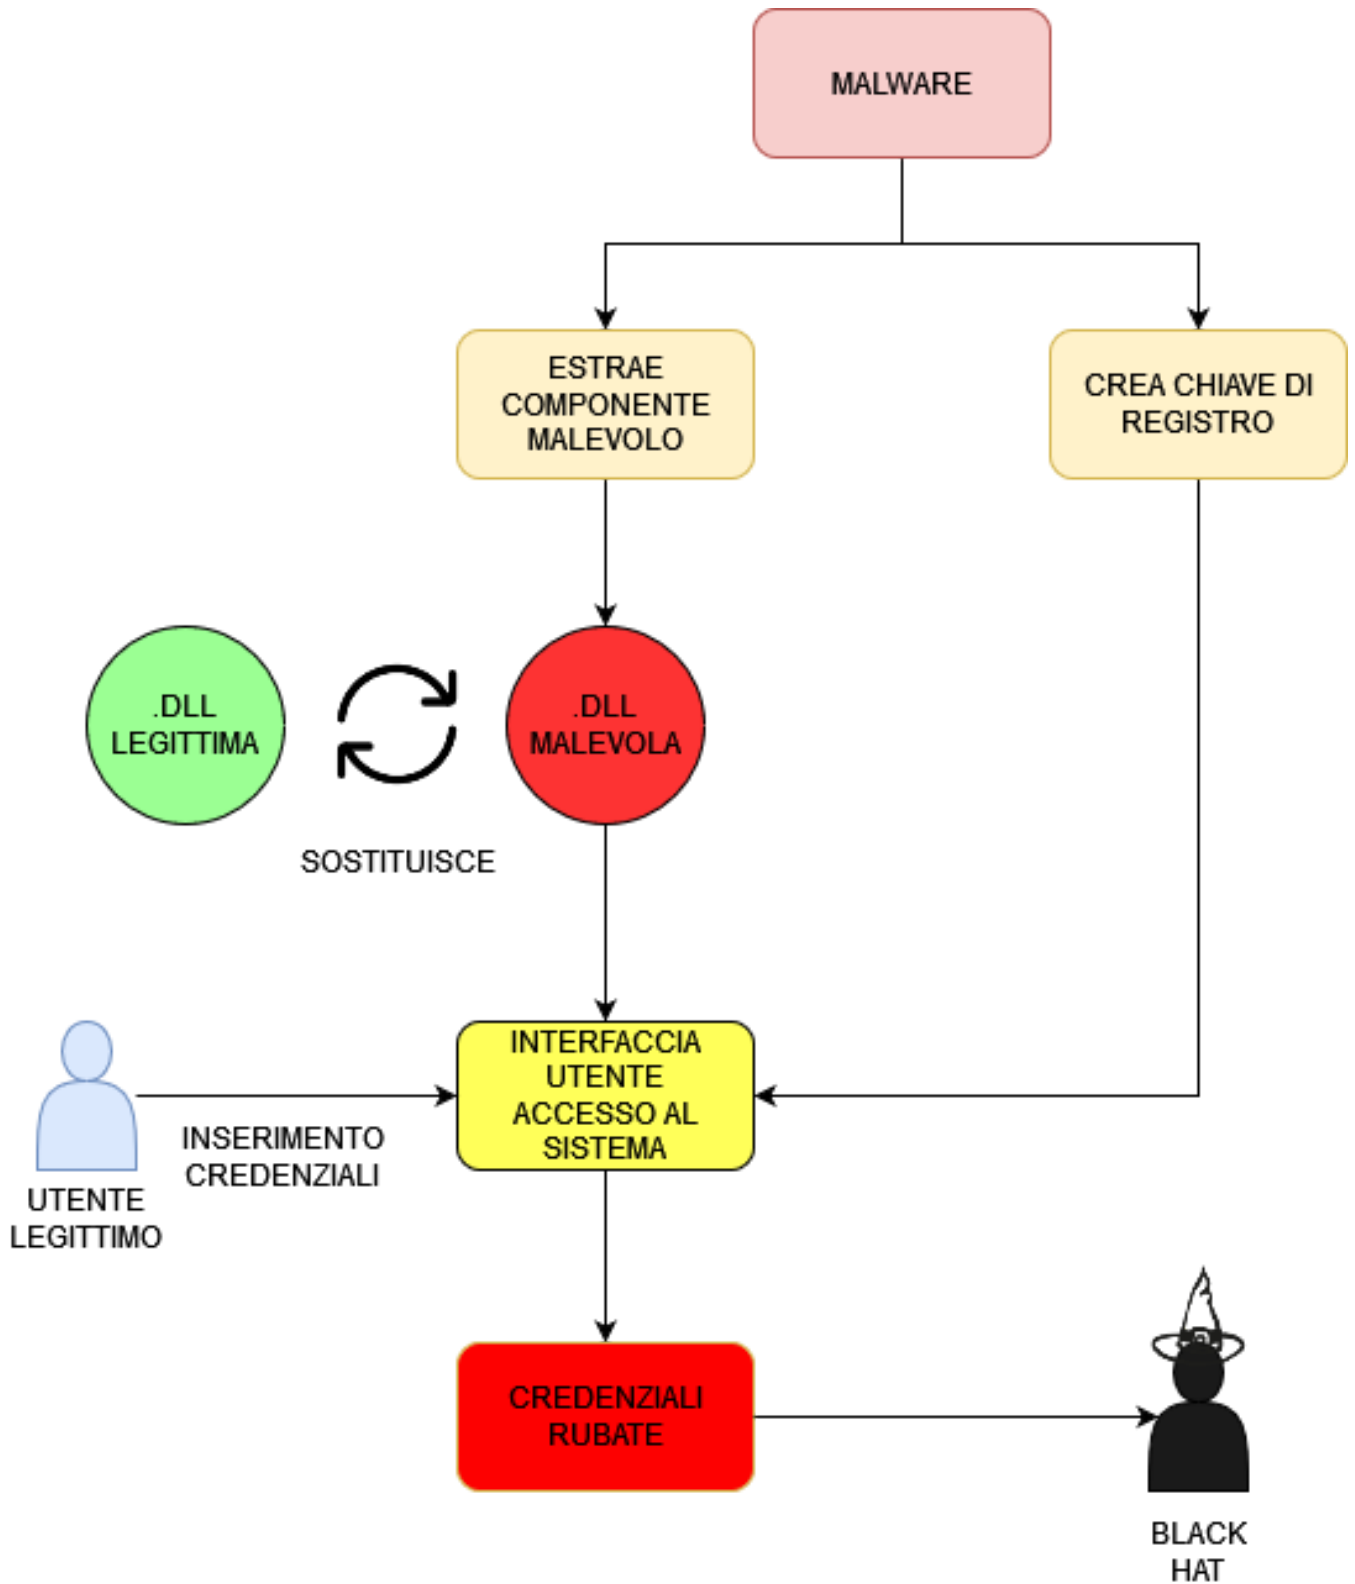 MALWARE
ESTRAE
COMPONENTE
MALEVOLO
CREA CHIAVE DI
REGISTRO
.DLL
LEGITTIMA
.DLL
MALEVOLA
SOSTITUISCE
INTERFACCIA
UTENTE
ACCESSO AL
SISTEMA
INSERIMENTO
CREDENZIALI
UTENTE
LEGITTIMO
CREDENZIALI
RUBATE
BLACK
HAT